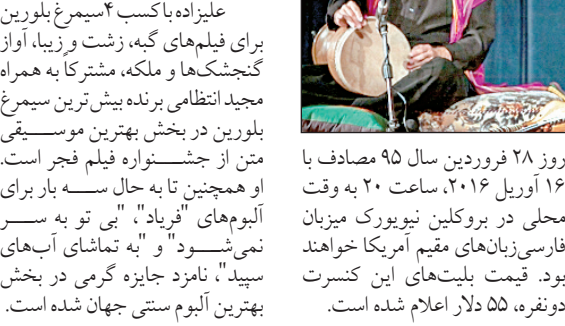 روز ۲۸ فروردین سال ۹۵ مصادف با
۱۶ آوریل ۲۰۱۶، ساعت ۲۰ به وقت
محلی در بروکلین نیویورک میزبان
فارسی‌زبان‌های مقیم آمریکا خواهند
بود. قیمت بلیت‌های این کنسرت
دونفره، ۵۵ دلار اعلام شده است.
علیزاده با کسب ۴سیمرغ بلورین
برای فیلم‌های گبه، زشت و زیبا، آواز
گنجشک‌ها و ملکه، مشترکاً به همراه
مجید انتظامی برنده بیش‌ترین سیمرغ
بلورین در بخش بهترین موسیقی
متن از جشنواره فیلم فجر است.
او همچنین تا به حال سه بار برای
آلبوم‌های "فریاد"، "بی تو به سر
نمی‌شود" و "به تماشای آب‌های
سپید"، نامزد جایزه گرمی در بخش
بهترین آلبوم سنتی جهان شده است.